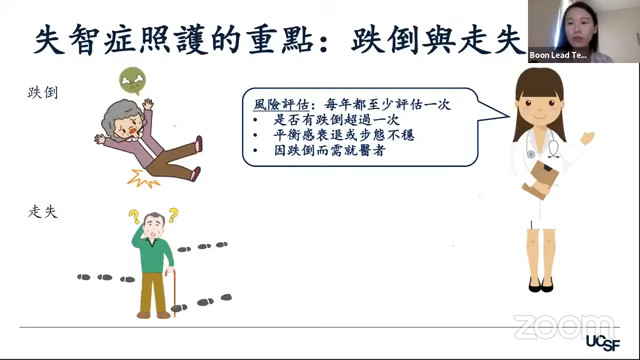 失智症照護的重點：跌倒與走失
Boon Lead Te...
跌倒
風險評估：每年都至少評估一次
• 是否有跌倒超過一次
• 平衡感衰退或步態不穩
• 因跌倒而需就醫者
走失
? ?
zoom
UCSF